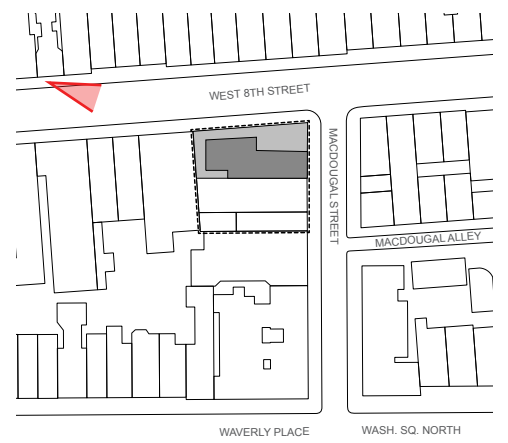 WEST 8TH STREET
MACDOUGAL STREET
MACDOUGAL ALLEY
WAVERLY PLACE
WASH. SQ. NORTH